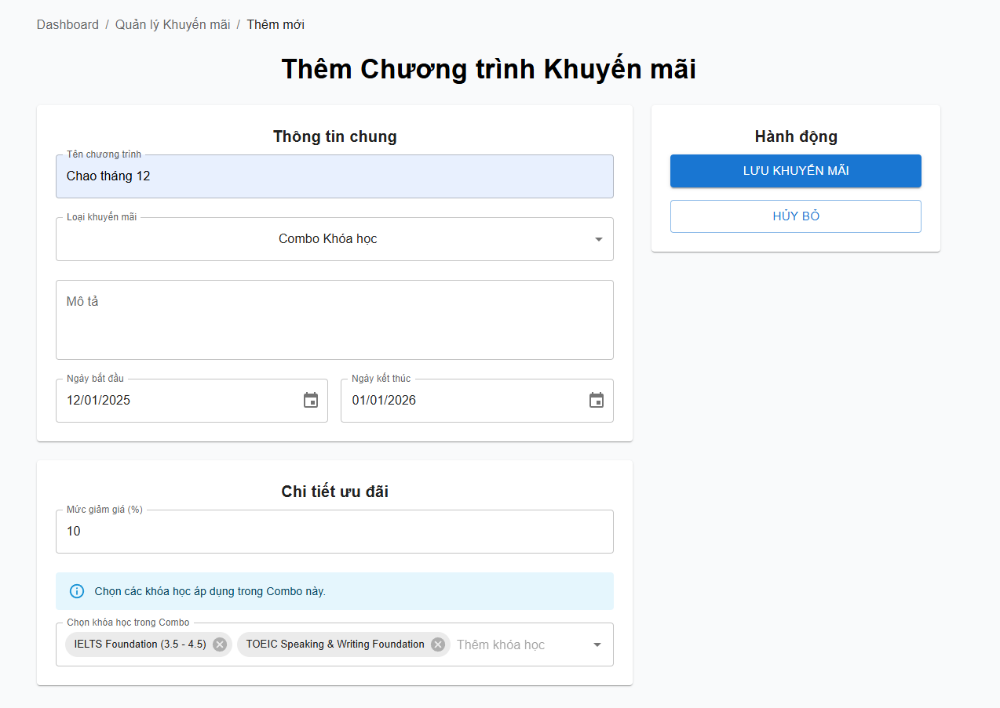 Dashboard / Quản lý Khuyến mãi / Thêm mới
Thêm Chương trình Khuyến mãi
Thông tin chung
Tên chương trình
Chao tháng 12
Loại khuyến mãi
Combo Khóa học
Mô tả
Ngày bắt đầu
12/01/2025
Ngày kết thúc
01/01/2026
Chi tiết ưu đãi
Mức giảm giá (%)
10
Chọn các khóa học áp dụng trong Combo này.
Chọn khóa học trong Combo
IELTS Foundation (3.5 - 4.5) TOEIC Speaking & Writing Foundation Thêm khóa học
Hành động
LƯU KHUYẾN MÃI
HỦY BỎ